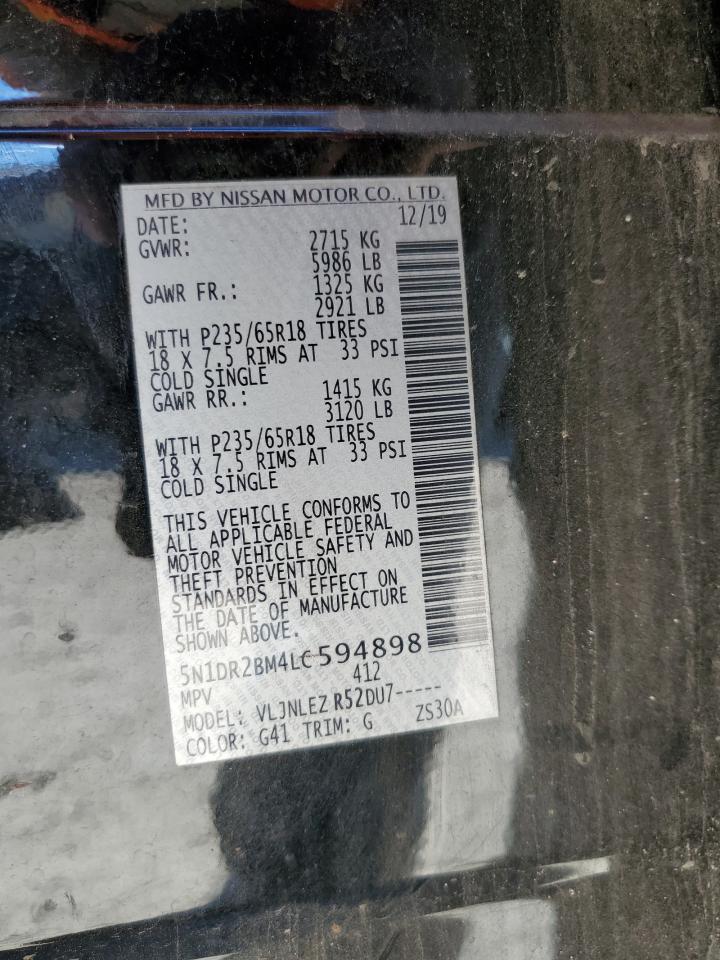 MFD BY NISSAN MOTOR CO., LTD.
DATE: 12/19
GVWR: 2715 KG
5986 LB
GAWR FR.: 1325 KG
2921 LB
WITH P235/65R18 TIRES
18 X 7.5 RIMS AT 33 PSI
COLD SINGLE
GAWR RR.: 1415 KG
3120 LB
WITH P235/65R18 TIRES
18 X 7.5 RIMS AT 33 PSI
COLD SINGLE
THIS VEHICLE CONFORMS TO
ALL APPLICABLE FEDERAL
MOTOR VEHICLE SAFETY AND
THEFT PREVENTION
STANDARDS IN EFFECT ON
THE DATE OF MANUFACTURE
SHOWN ABOVE.
5N1DR2BM4LC594898
MPV 412
MODEL: VLJNLEZ R52DU7-----
COLOR: G41 TRIM: G ZS30A